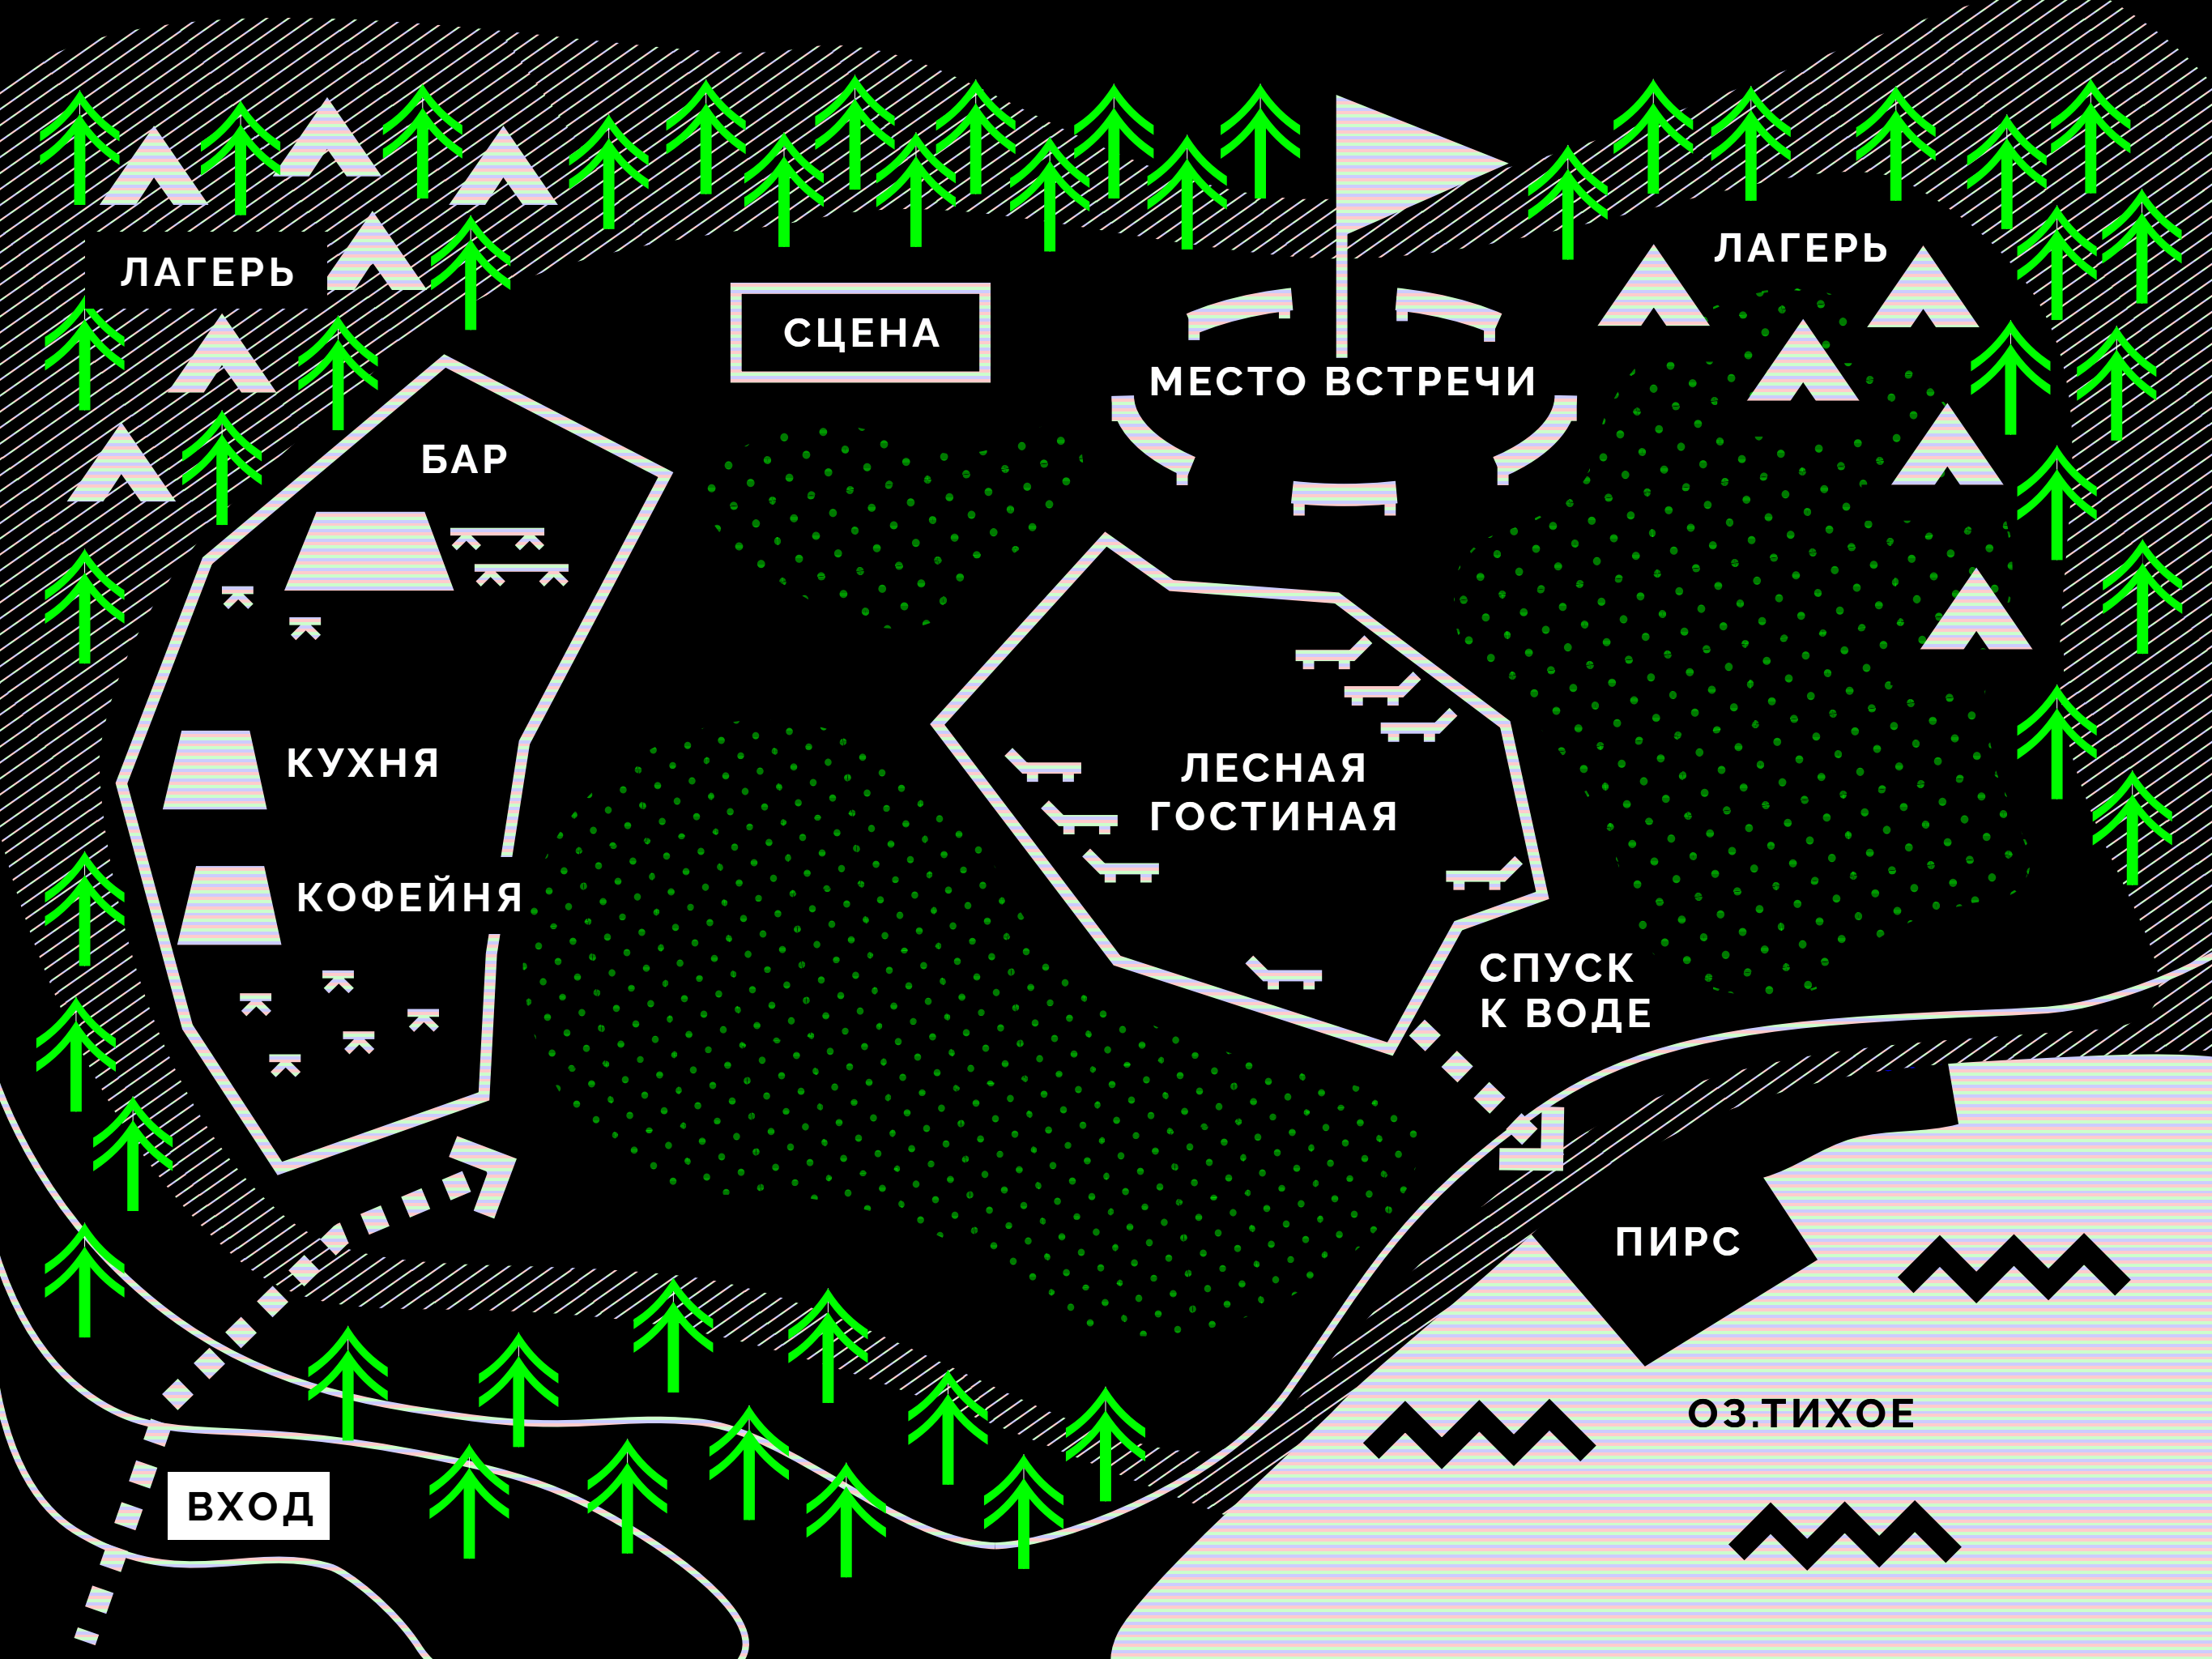 ЛАГЕРЬ
ЛАГЕРЬ
СЦЕНА
МЕСТО ВСТРЕЧИ
БАР
КУХНЯ
ЛЕСНАЯ
ГОСТИНАЯ
КОФЕЙНЯ
СПУСК
К ВОДЕ
ПИРС
ОЗ.ТИХОЕ
ВХОД